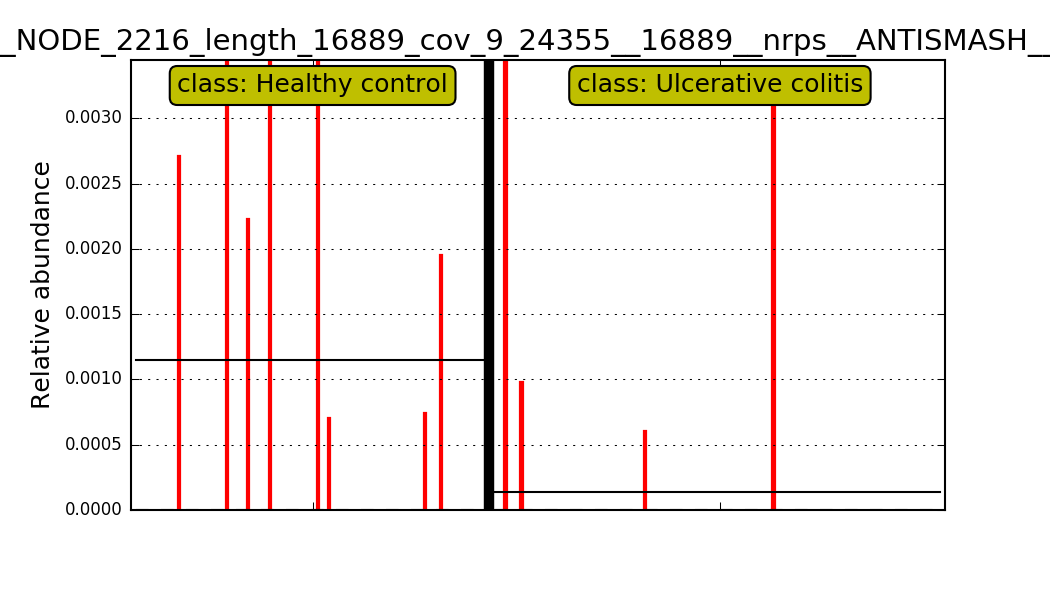 _NODE_2216_length_16889_cov_9_24355__16889__nrps__ANTISMASH__
class: Healthy control
class: Ulcerative colitis
Relative abundance
0.0030
0.0025
0.0020
0.0015
0.0010
0.0005
0.0000